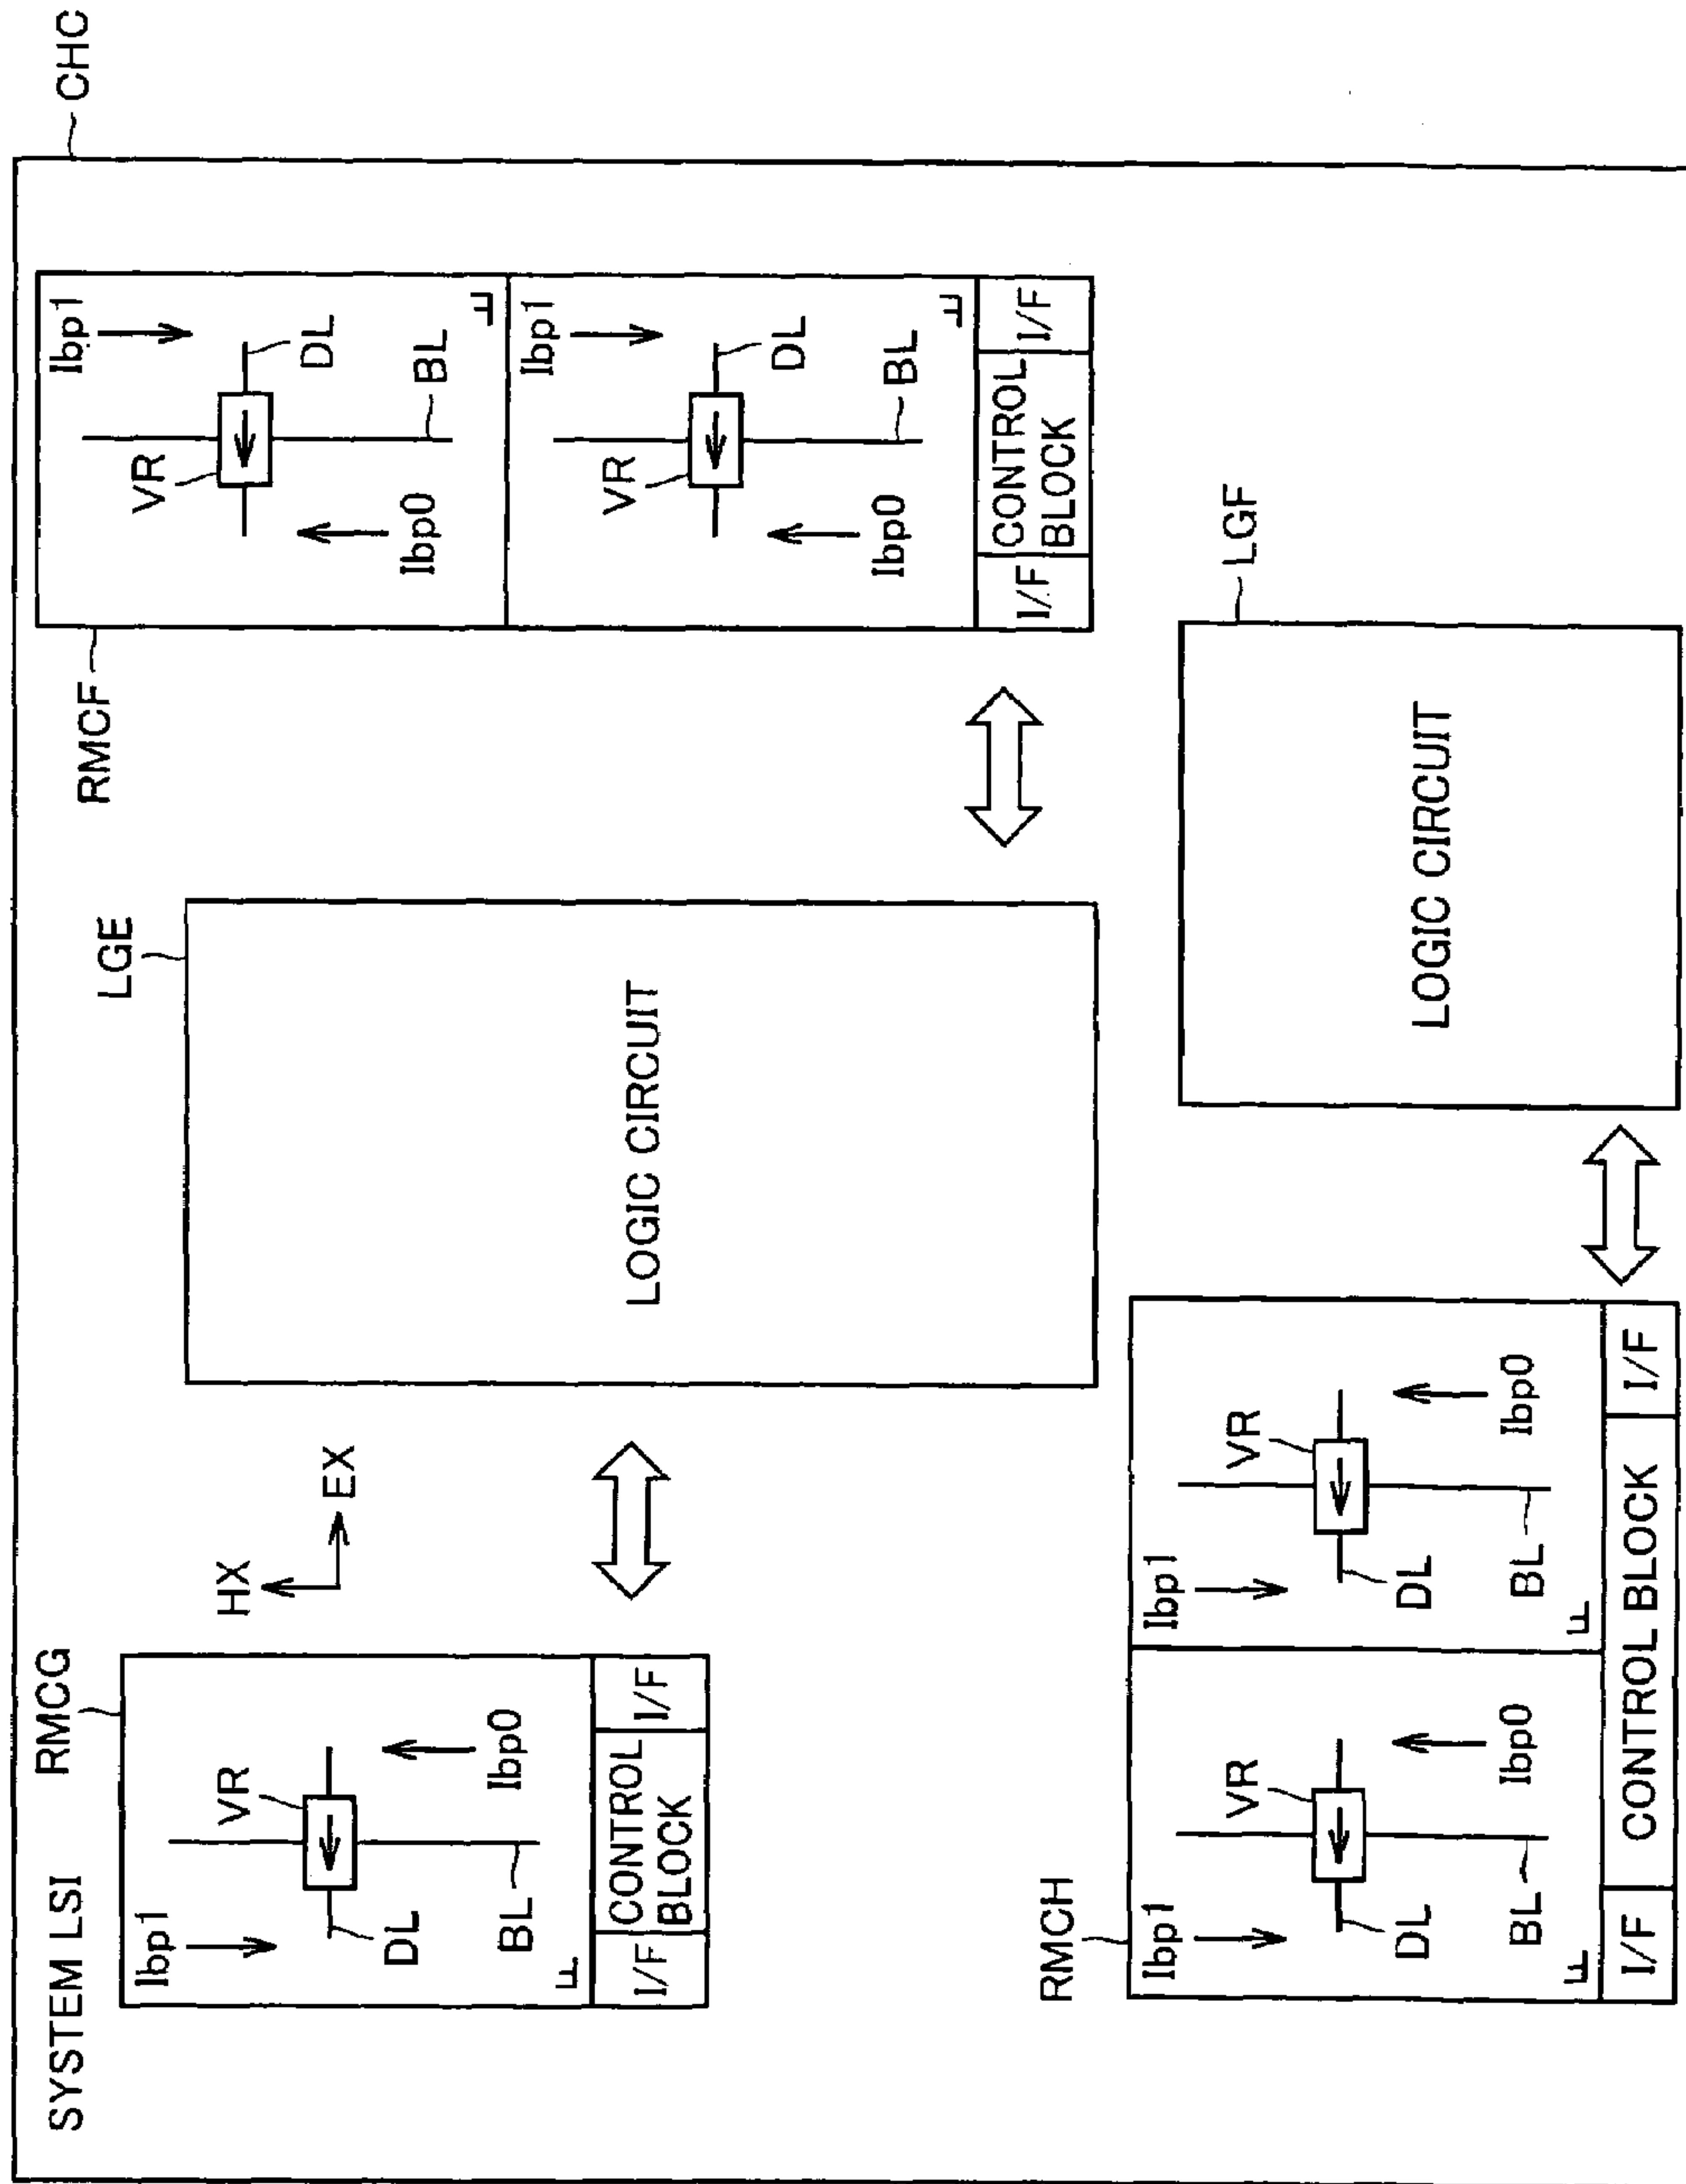 SYSTEM LSI
CHC
RMCG
Ibp1
VR
DL
Ibp0
BL
F
I/F
CONTROL
BLOCK
I/F
HX
EX
LGE
LOGIC CIRCUIT
RMCF
Ibp1
VR
DL
Ibp0
BL
F
Ibp1
VR
DL
Ibp0
BL
F
I/F
CONTROL
BLOCK
I/F
RMCH
Ibp1
VR
DL
Ibp0
BL
F
Ibp1
VR
DL
Ibp0
BL
F
I/F
CONTROL BLOCK
I/F
LGF
LOGIC CIRCUIT